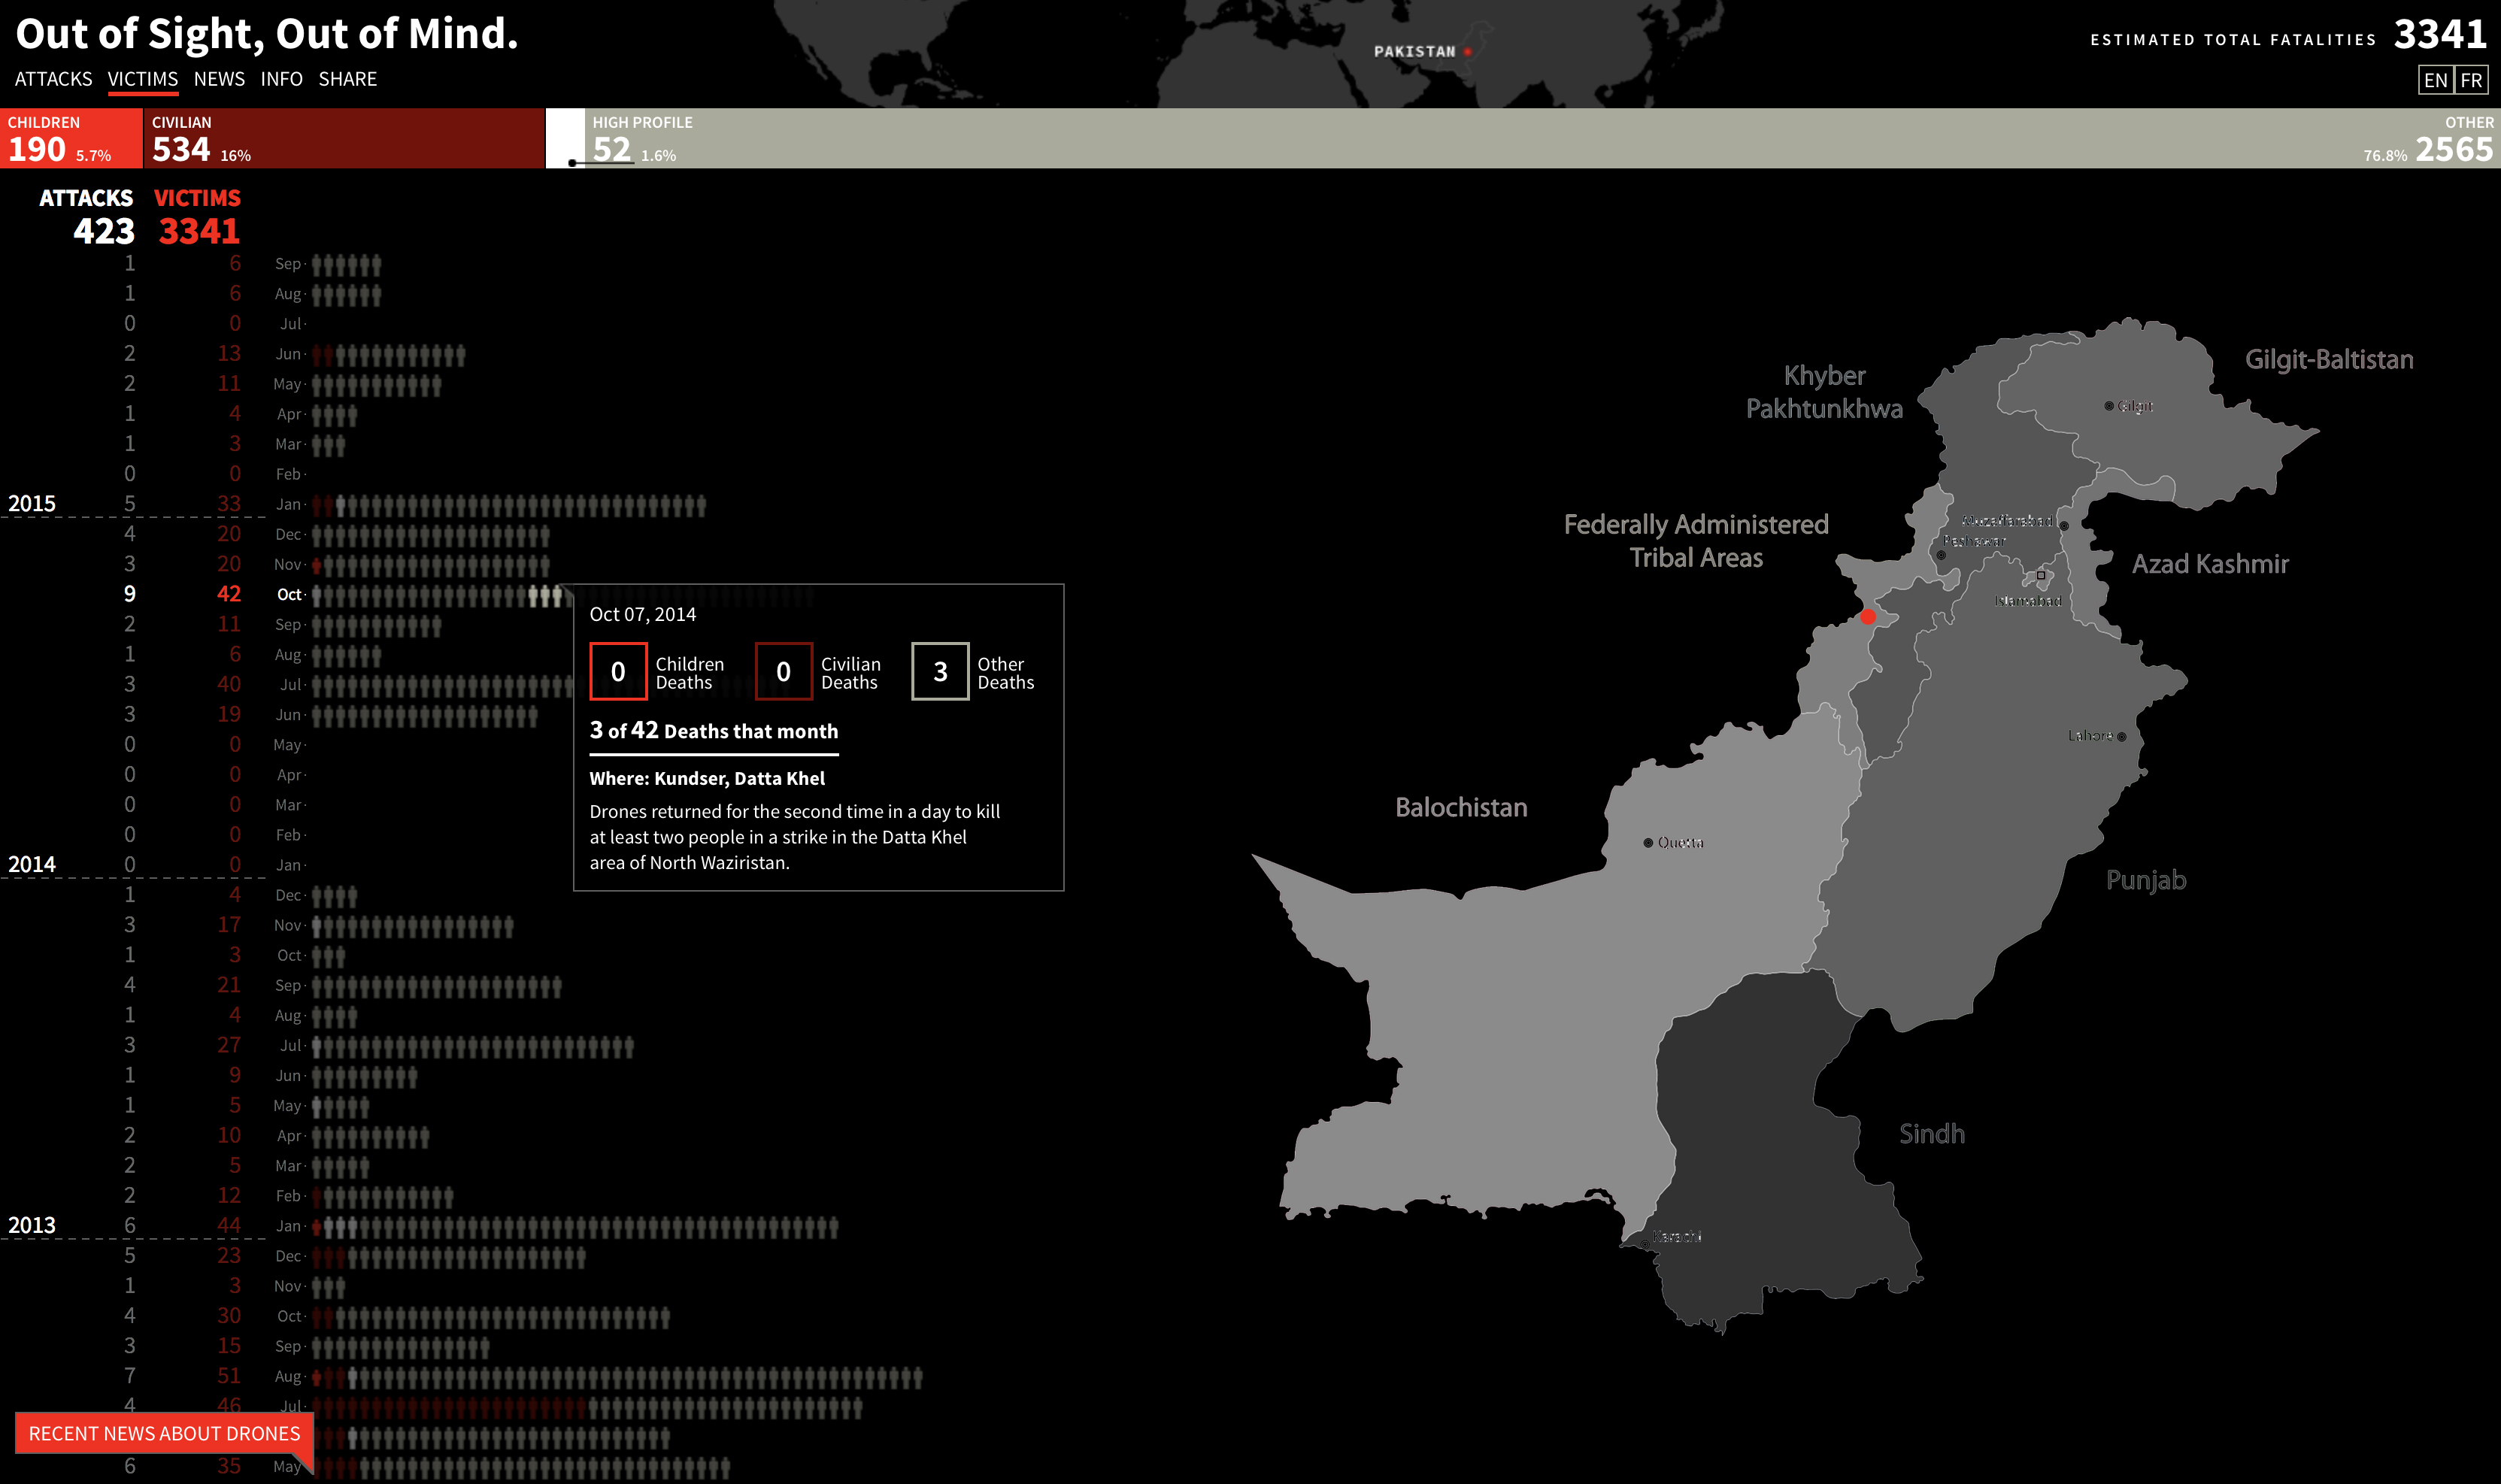 Out of Sight, Out of Mind.
ATTACKS VICTIMS NEWS INFO SHARE
PAKISTAN
ESTIMATED TOTAL FATALITIES 3341
EN FR
CHILDREN
190 5.7%
CIVILIAN
534 16%
HIGH PROFILE
52 1.6%
OTHER
76.8% 2565
ATTACKS VICTIMS
423 3341
1 6 Sep
1 6 Aug
0 0 Jul
2 13 Jun
2 11 May
1 4 Apr
1 3 Mar
0 0 Feb
2015 5 33 Jan
4 20 Dec
3 20 Nov
9 42 Oct
2 11 Sep
1 6 Aug
3 40 Jul
3 19 Jun
0 0 May
0 0 Apr
0 0 Mar
0 0 Feb
2014 0 0 Jan
1 4 Dec
3 17 Nov
1 3 Oct
4 21 Sep
1 4 Aug
3 27 Jul
1 9 Jun
1 5 May
2 10 Apr
2 5 Mar
2 12 Feb
2013 6 44 Jan
5 23 Dec
1 3 Nov
4 30 Oct
3 15 Sep
7 51 Aug
4 46 Jul
RECENT NEWS ABOUT DRONES
6 35 May
Oct 07, 2014
0 Children Deaths
0 Civilian Deaths
3 Other Deaths
3 of 42 Deaths that month
Where: Kundser, Datta Khel
Drones returned for the second time in a day to kill
at least two people in a strike in the Datta Khel
area of North Waziristan.
Khyber
Pakhtunkhwa
Gilgit-Baltistan
Gilgit
Federally Administered
Tribal Areas
Muzaffarabad
Peshawar
Azad Kashmir
Islamabad
Lahore
Balochistan
Quetta
Punjab
Sindh
Karachi